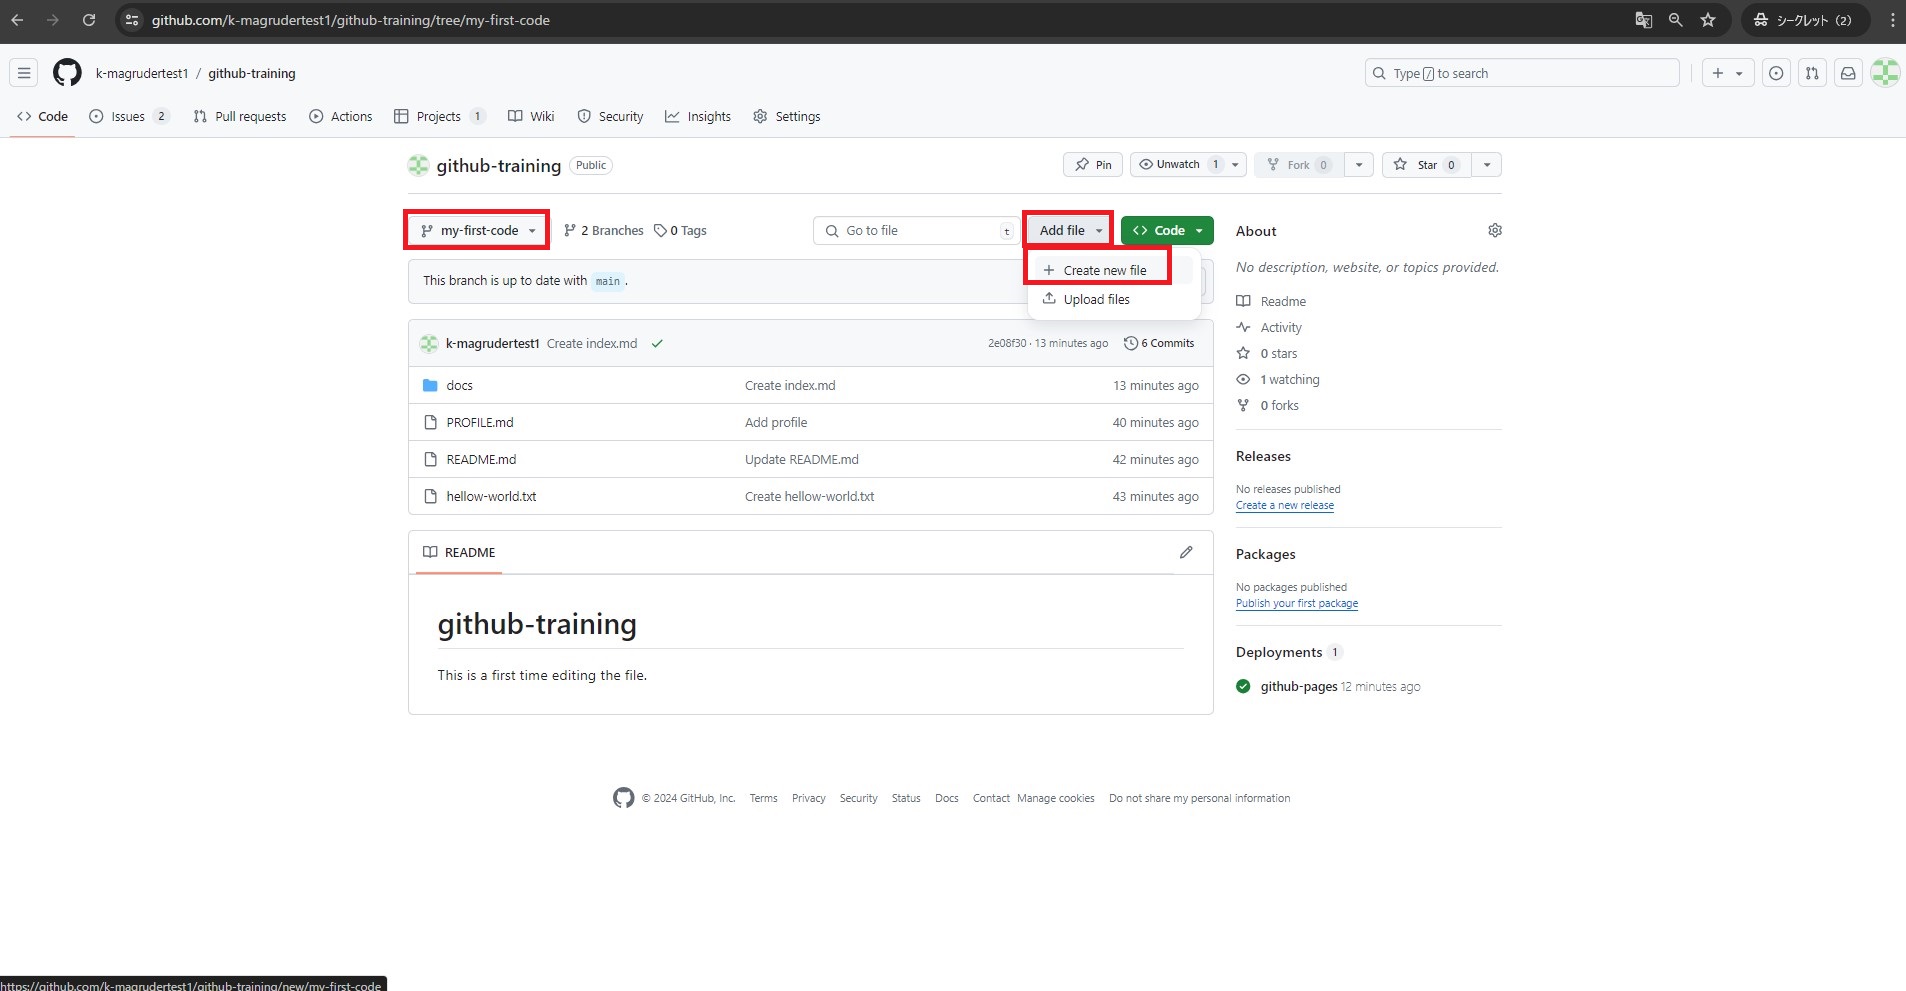 github.com/k-magrudertest1/github-training/tree/my-first-code
シークレット (2)
k-magrudertest1 / github-training
Type / to search
Code
Issues 2
Pull requests
Actions
Projects 1
Wiki
Security
Insights
Settings
github-training Public
Pin
Unwatch 1
Fork 0
Star 0
my-first-code
2 Branches
0 Tags
Go to file
t
Add file
Code
Create new file
Upload files
This branch is up to date with main.
k-magrudertest1 Create index.md
2e08f30 · 13 minutes ago
6 Commits
docs Create index.md 13 minutes ago
PROFILE.md Add profile 40 minutes ago
README.md Update README.md 42 minutes ago
hellow-world.txt Create hellow-world.txt 43 minutes ago
README
github-training
This is a first time editing the file.
About
No description, website, or topics provided.
Readme
Activity
0 stars
1 watching
0 forks
Releases
No releases published
Create a new release
Packages
No packages published
Publish your first package
Deployments 1
github-pages 12 minutes ago
© 2024 GitHub, Inc. Terms Privacy Security Status Docs Contact Manage cookies Do not share my personal information
https://github.com/k-magrudertest1/github-training/new/my-first-code